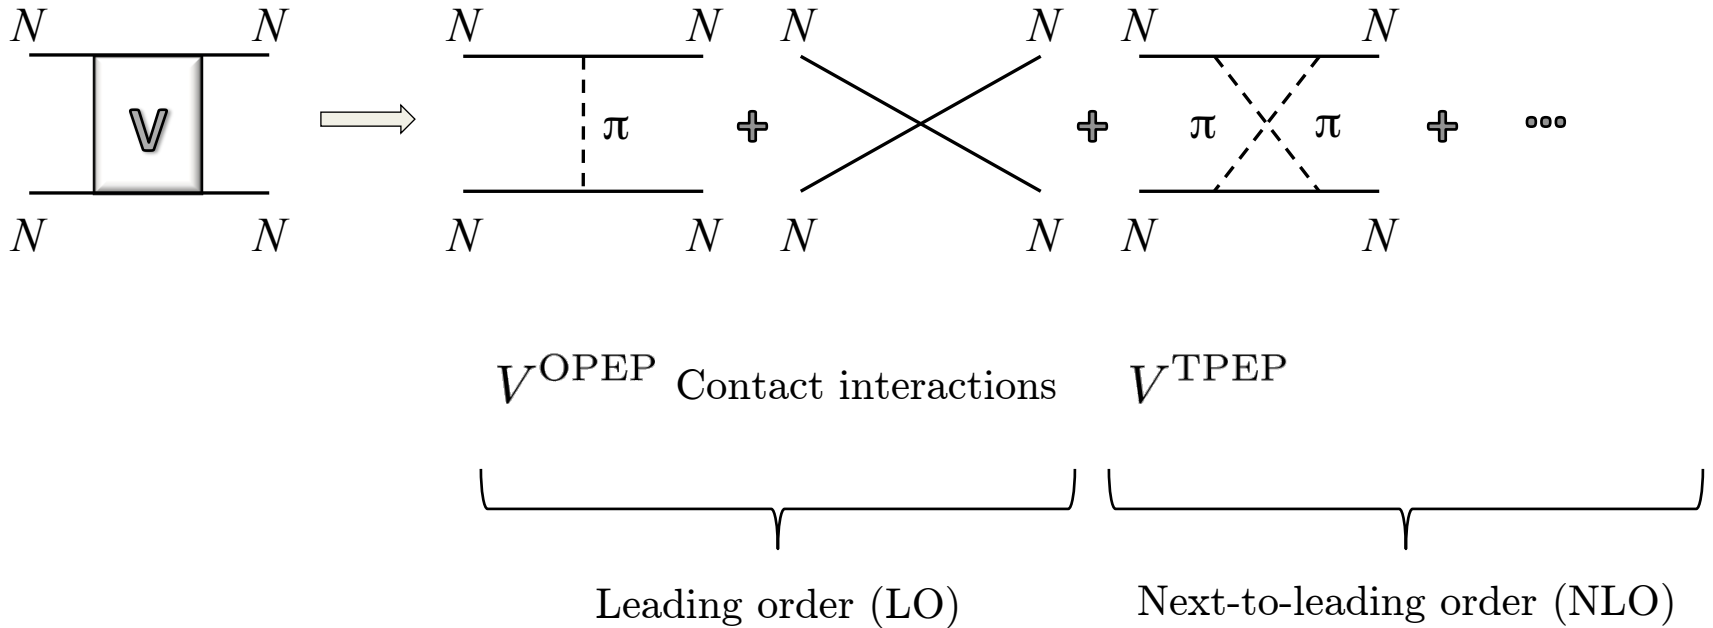 N N N N N N N
V π + + π π + ...
N N N N N N N N
V^OPEP Contact interactions V^TPEP
Leading order (LO) Next-to-leading order (NLO)